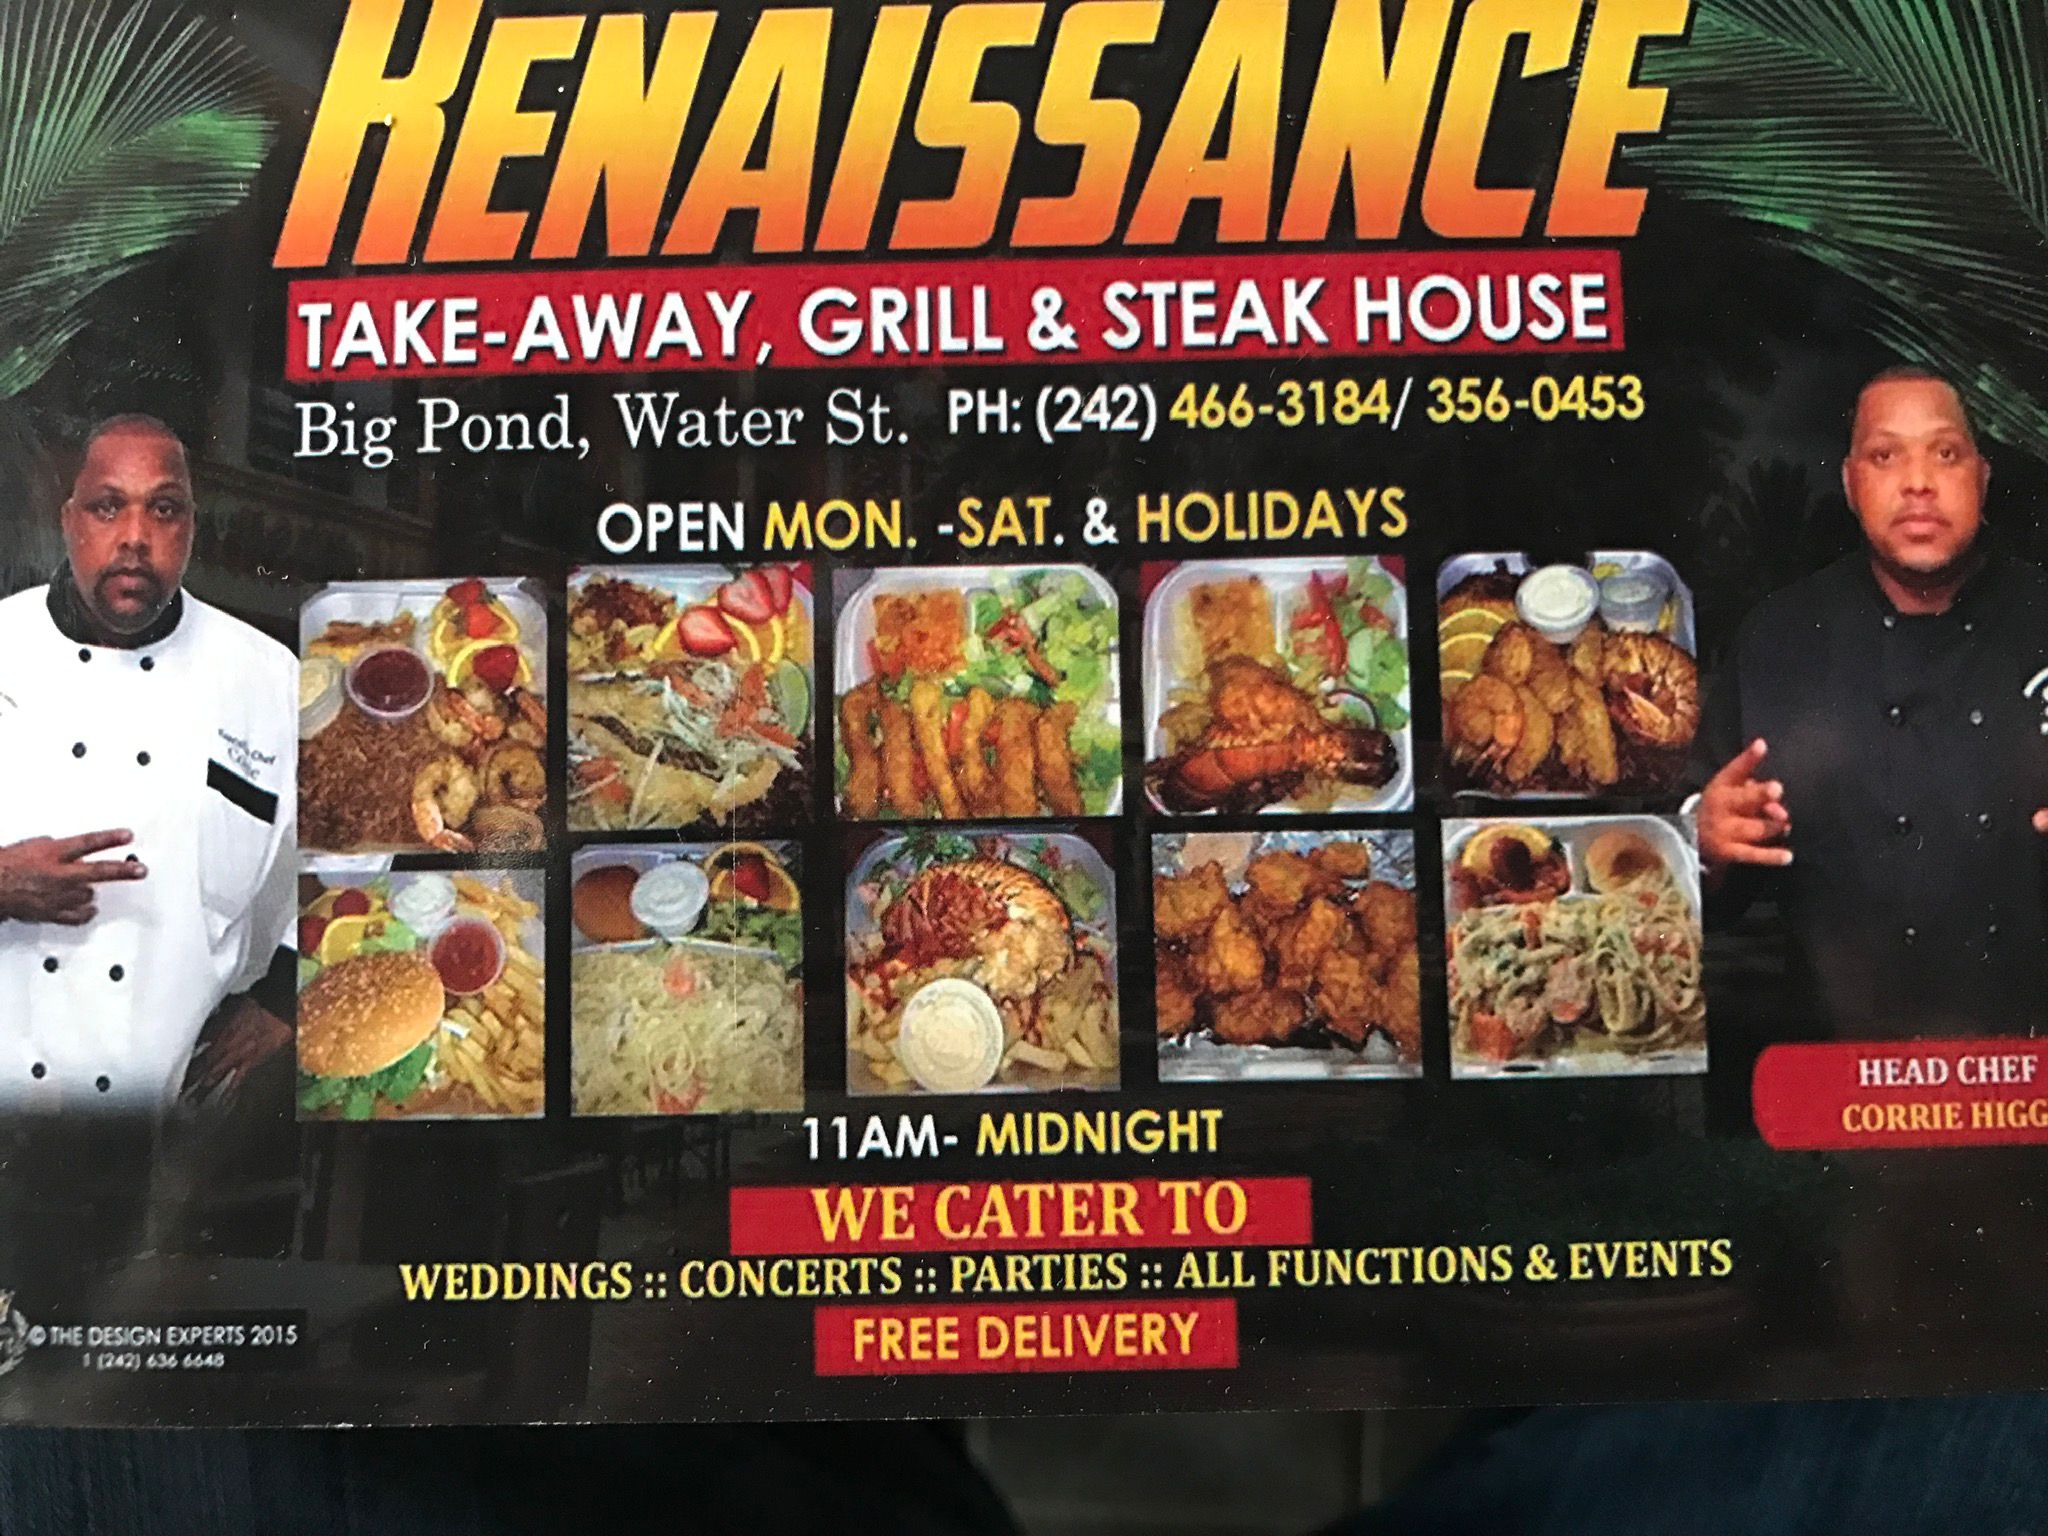 RENAISSANCE
TAKE-AWAY, GRILL & STEAK HOUSE
Big Pond, Water St. PH: (242) 466-3184/ 356-0453
OPEN MON. -SAT. & HOLIDAYS
HEAD CHEF
CORRIE HIGG
11AM- MIDNIGHT
WE CATER TO
WEDDINGS :: CONCERTS :: PARTIES :: ALL FUNCTIONS & EVENTS
FREE DELIVERY
© THE DESIGN EXPERTS 2015
1 (242) 636 6648